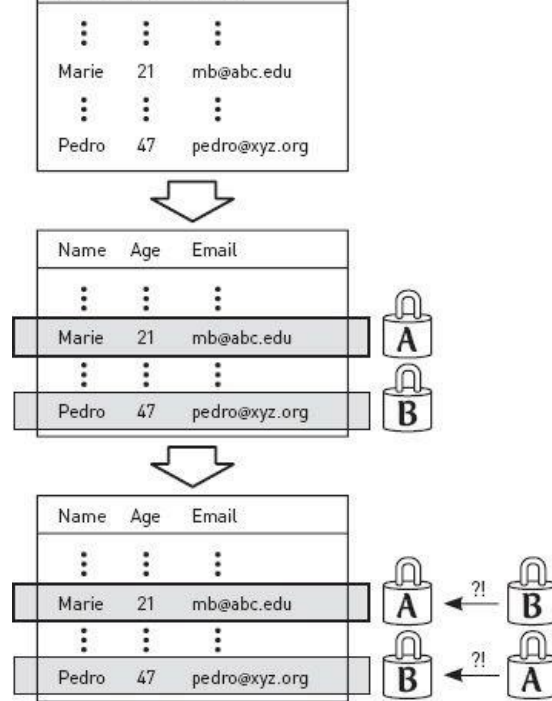 Marie 21 mb@abc.edu
Pedro 47 pedro@xyz.org
Name Age Email
Marie 21 mb@abc.edu A
Pedro 47 pedro@xyz.org B
Name Age Email
Marie 21 mb@abc.edu A ?! B
Pedro 47 pedro@xyz.org B ?! A